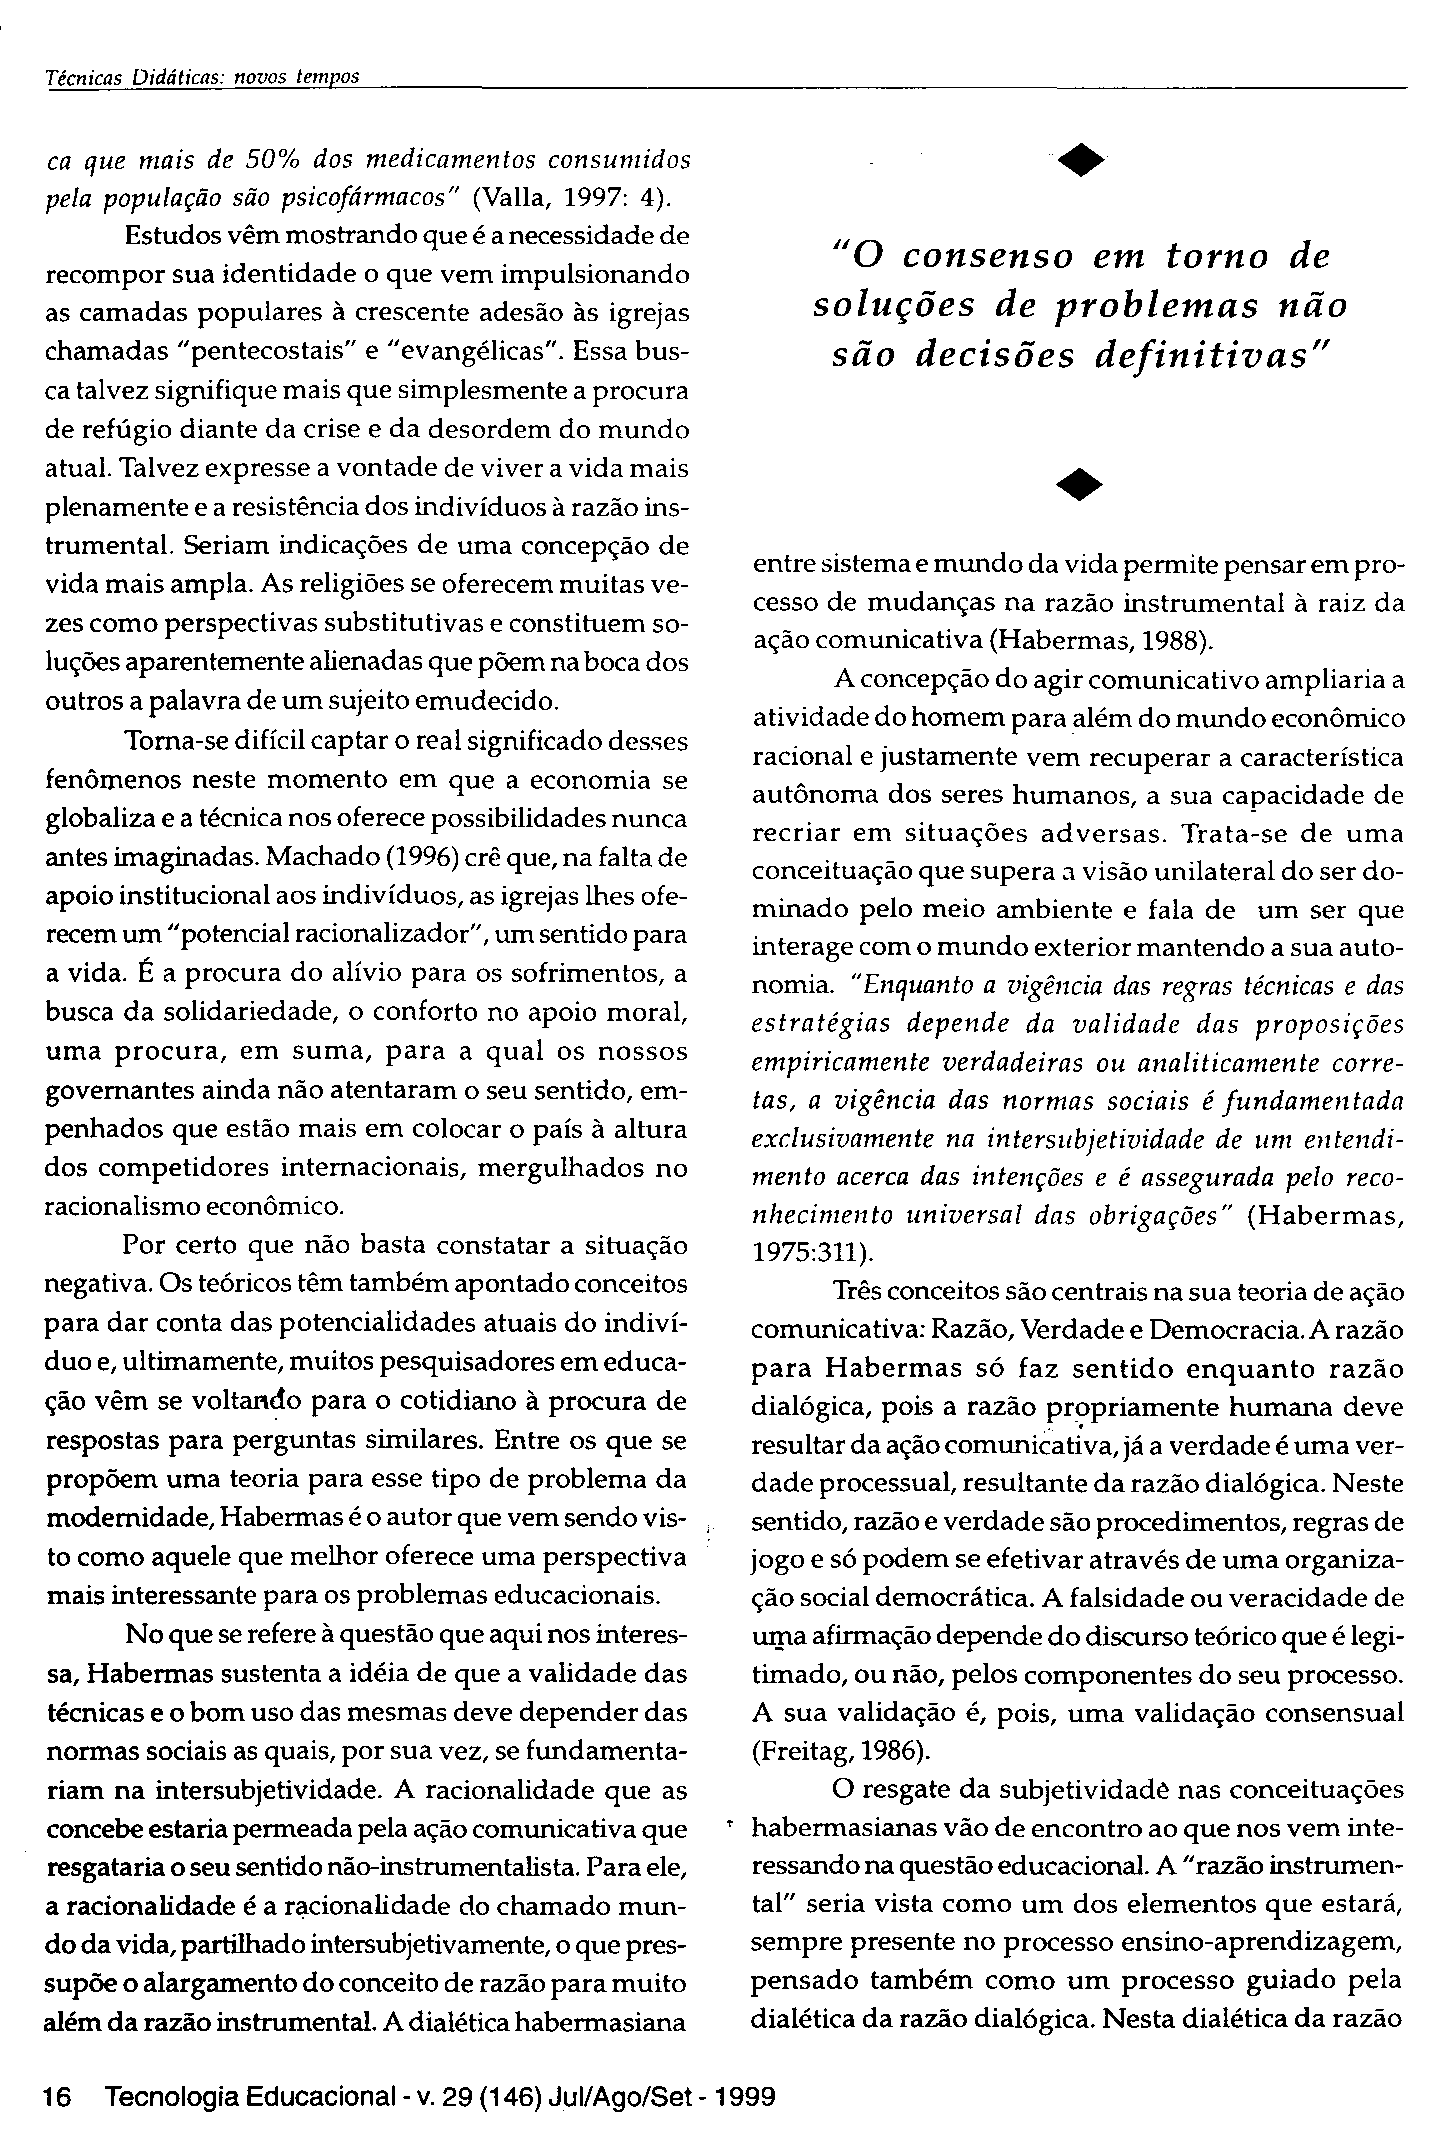 Técnicas Didáticas: novos tempos
ca que mais de 50% dos medicamentos consumidos
pela população são psicofármacos" (Valla, 1997: 4).
Estudos vêm mostrando que é a necessidade de
recompor sua identidade o que vem impulsionando
as camadas populares à crescente adesão às igrejas
chamadas "pentecostais" e "evangélicas". Essa bus-
ca talvez signifique mais que simplesmente a procura
de refúgio diante da crise e da desordem do mundo
atual. Talvez expresse a vontade de viver a vida mais
plenamente e a resistência dos indivíduos à razão ins-
trumental. Seriam indicações de uma concepção de
vida mais ampla. As religiões se oferecem muitas ve-
zes como perspectivas substitutivas e constituem so-
luções aparentemente alienadas que põem na boca dos
outros a palavra de um sujeito emudecido.
Torna-se difícil captar o real significado desses
fenômenos neste momento em que a economia se
globaliza e a técnica nos oferece possibilidades nunca
antes imaginadas. Machado (1996) crê que, na falta de
apoio institucional aos indivíduos, as igrejas lhes ofe-
recem um "potencial racionalizador", um sentido para
a vida. É a procura do alívio para os sofrimentos, a
busca da solidariedade, o conforto no apoio moral,
uma procura, em suma, para a qual os nossos
governantes ainda não atentaram o seu sentido, em-
penhados que estão mais em colocar o país à altura
dos competidores internacionais, mergulhados no
racionalismo econômico.
Por certo que não basta constatar a situação
negativa. Os teóricos têm também apontado conceitos
para dar conta das potencialidades atuais do indiví-
duo e, ultimamente, muitos pesquisadores em educa-
ção vêm se voltando para o cotidiano à procura de
respostas para perguntas similares. Entre os que se
propõem uma teoria para esse tipo de problema da
modernidade, Habermas é o autor que vem sendo vis-
to como aquele que melhor oferece uma perspectiva
mais interessante para os problemas educacionais.
No que se refere à questão que aqui nos interes-
sa, Habermas sustenta a idéia de que a validade das
técnicas e o bom uso das mesmas deve depender das
normas sociais as quais, por sua vez, se fundamenta-
riam na intersubjetividade. A racionalidade que as
concebe estaria permeada pela ação comunicativa que
resgataria o seu sentido não-instrumentalista. Para ele,
a racionalidade é a racionalidade do chamado mun-
do da vida, partilhado intersubjetivamente, o que pres-
supõe o alargamento do conceito de razão para muito
além da razão instrumental. A dialética habermasiana
"O consenso em torno de
soluções de problemas não
são decisões definitivas"
entre sistema e mundo da vida permite pensar em pro-
cesso de mudanças na razão instrumental à raiz da
ação comunicativa (Habermas, 1988).
A concepção do agir comunicativo ampliaria a
atividade do homem para além do mundo econômico
racional e justamente vem recuperar a característica
autônoma dos seres humanos, a sua capacidade de
recriar em situações adversas. Trata-se de uma
conceituação que supera a visão unilateral do ser do-
minado pelo meio ambiente e fala de um ser que
interage com o mundo exterior mantendo a sua auto-
nomia. "Enquanto a vigência das regras técnicas e das
estratégias depende da validade das proposições
empiricamente verdadeiras ou analiticamente corre-
tas, a vigência das normas sociais é fundamentada
exclusivamente na intersubjetividade de um entendi-
mento acerca das intenções e é assegurada pelo reco-
nhecimento universal das obrigações" (Habermas,
1975:311).
Três conceitos são centrais na sua teoria de ação
comunicativa: Razão, Verdade e Democracia. A razão
para Habermas só faz sentido enquanto razão
dialógica, pois a razão propriamente humana deve
resultar da ação comunicativa, já a verdade é uma ver-
dade processual, resultante da razão dialógica. Neste
sentido, razão e verdade são procedimentos, regras de
jogo e só podem se efetivar através de uma organiza-
ção social democrática. A falsidade ou veracidade de
uma afirmação depende do discurso teórico que é legi-
timado, ou não, pelos componentes do seu processo.
A sua validação é, pois, uma validação consensual
(Freitag, 1986).
O resgate da subjetividade nas conceituações
habermasianas vão de encontro ao que nos vem inte-
ressando na questão educacional. A "razão instrumen-
tal" seria vista como um dos elementos que estará,
sempre presente no processo ensino-aprendizagem,
pensado também como um processo guiado pela
dialética da razão dialógica. Nesta dialética da razão
16 Tecnologia Educacional - v. 29 (146) Jul/Ago/Set - 1999